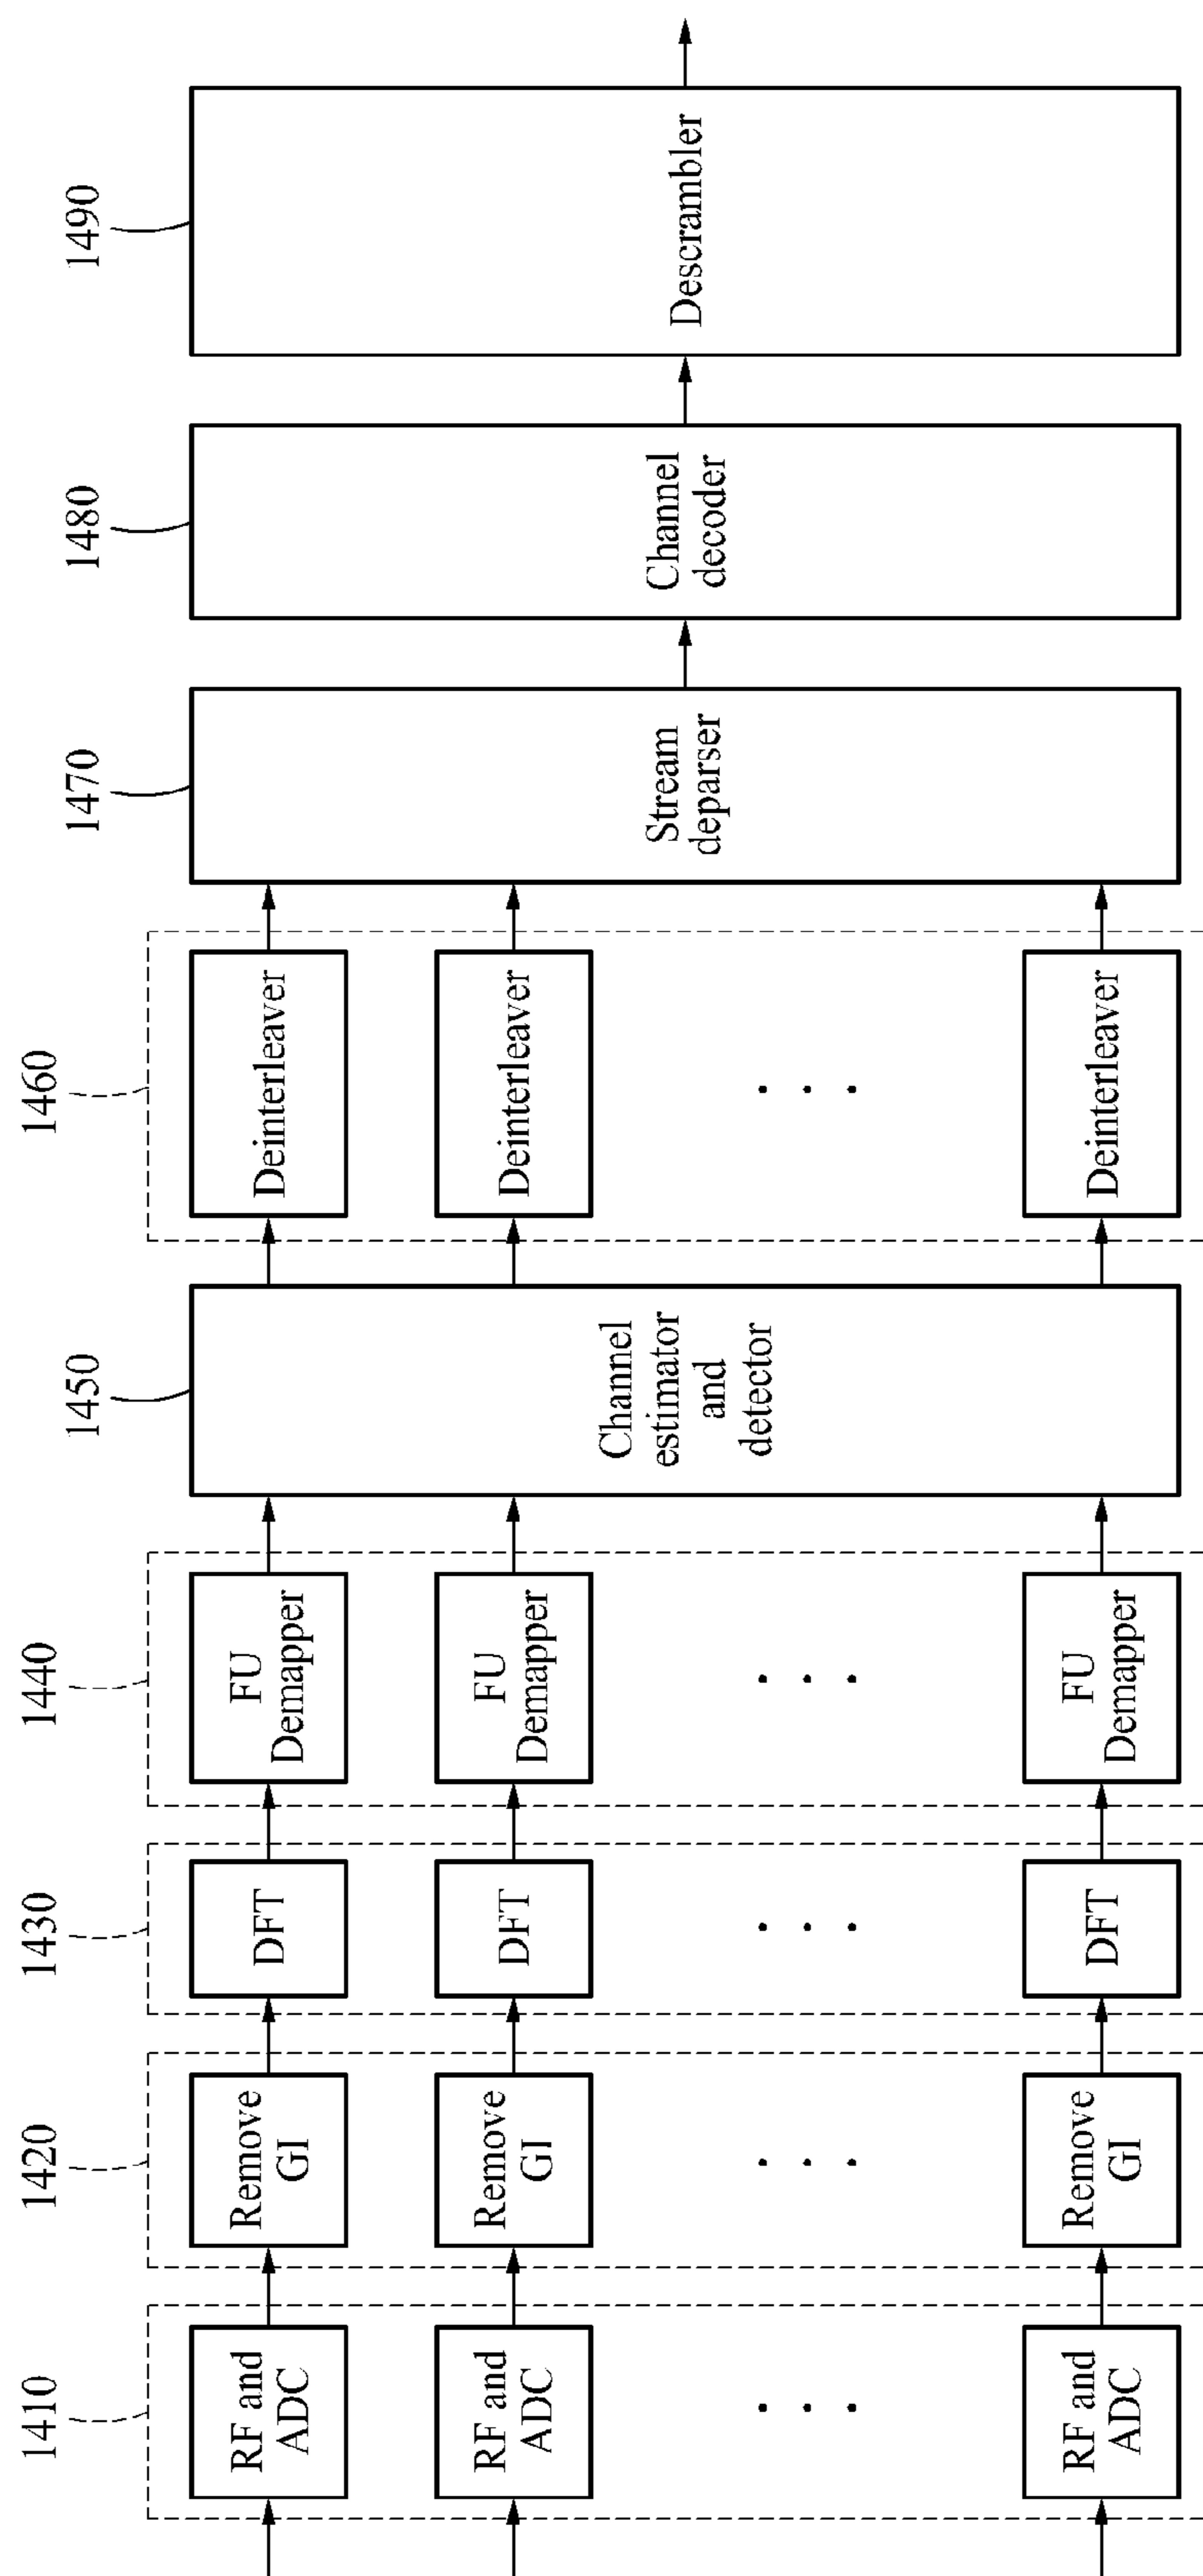 1410
1420
1430
1440
1450
1460
1470
1480
1490
RF and
ADC
Remove
GI
DFT
FU
Demapper
Channel
estimator
and
detector
Deinterleaver
Stream
deparser
Channel
decoder
Descrambler
RF and
ADC
Remove
GI
DFT
FU
Demapper
Deinterleaver
RF and
ADC
Remove
GI
DFT
FU
Demapper
Deinterleaver